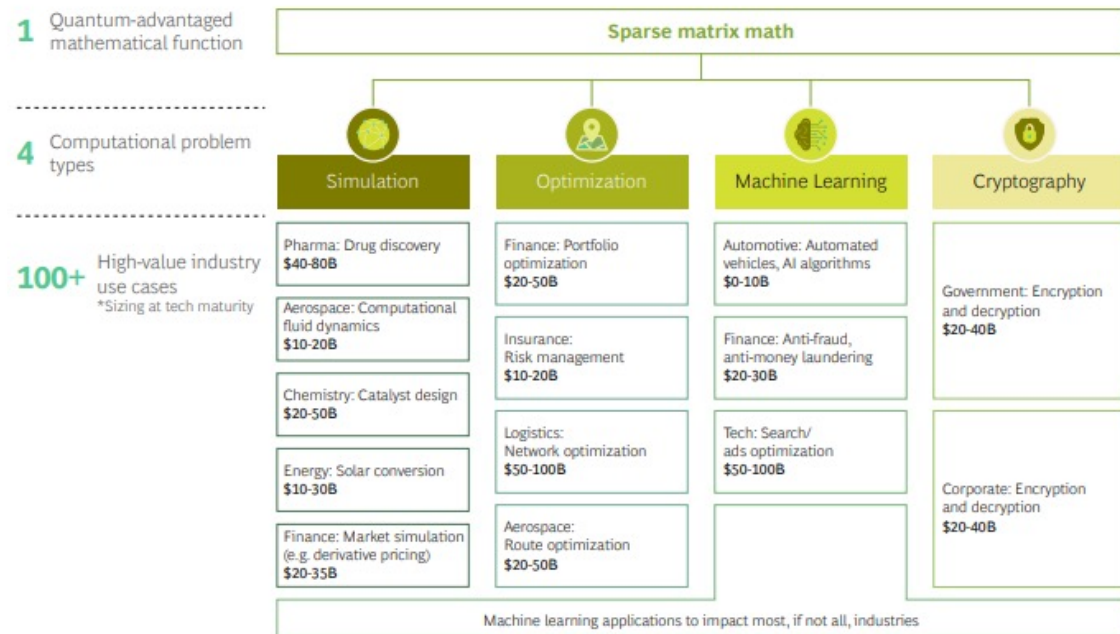 1 Quantum-advantaged
mathematical function
Sparse matrix math
4 Computational problem
types
Simulation
Optimization
Machine Learning
Cryptography
100+ High-value industry
use cases
*Sizing at tech maturity
Pharma: Drug discovery
$40-80B
Aerospace: Computational
fluid dynamics
$10-20B
Chemistry: Catalyst design
$20-50B
Energy: Solar conversion
$10-30B
Finance: Market simulation
(e.g. derivative pricing)
$20-35B
Finance: Portfolio
optimization
$20-50B
Insurance:
Risk management
$10-20B
Logistics:
Network optimization
$50-100B
Aerospace:
Route optimization
$20-50B
Automotive: Automated
vehicles, AI algorithms
$0-10B
Finance: Anti-fraud,
anti-money laundering
$20-30B
Tech: Search/
ads optimization
$50-100B
Government: Encryption
and decryption
$20-40B
Corporate: Encryption
and decryption
$20-40B
Machine learning applications to impact most, if not all, industries